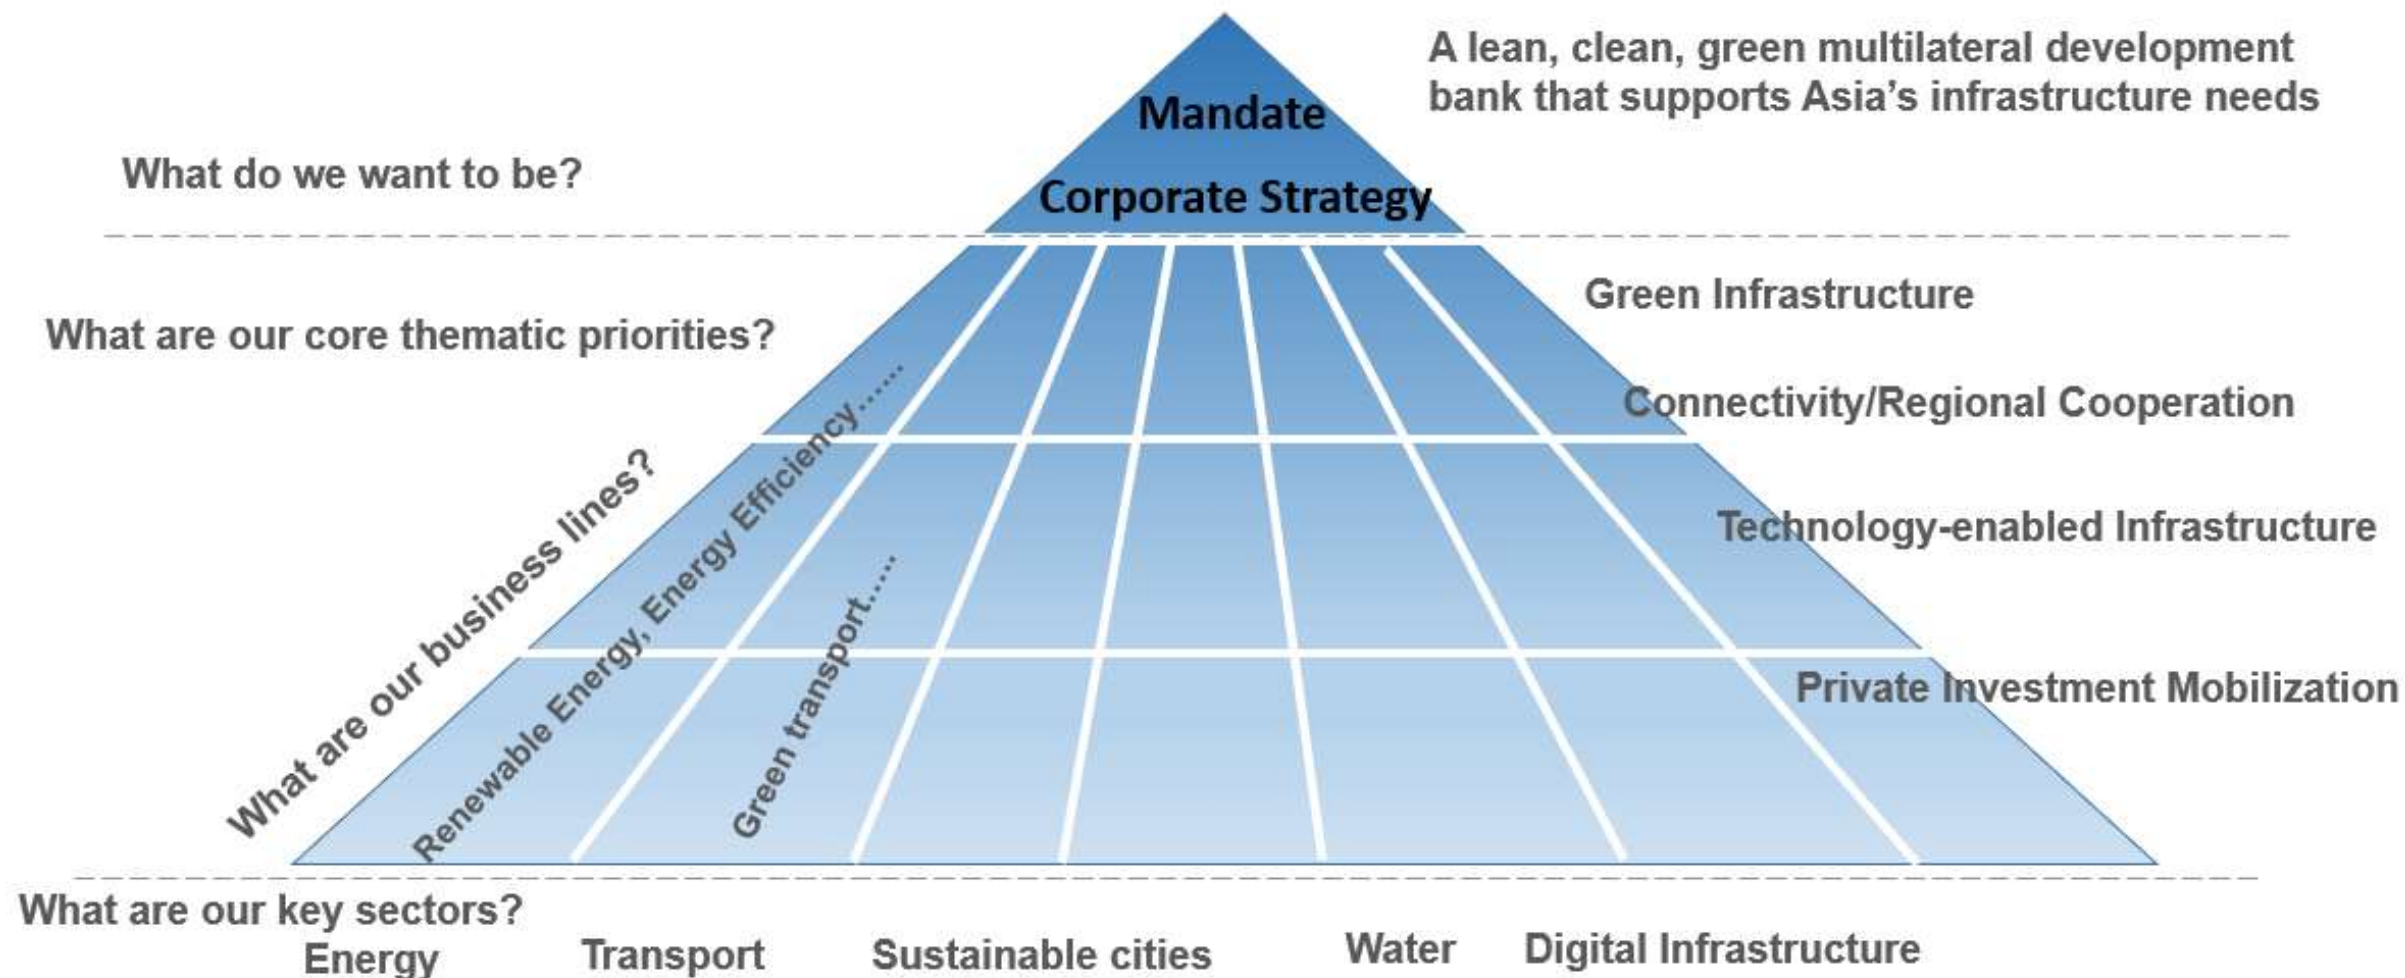 A lean, clean, green multilateral development
bank that supports Asia's infrastructure needs
Mandate
What do we want to be?
Corporate Strategy
Green Infrastructure
What are our core thematic priorities?
Connectivity/Regional Cooperation
What are our business lines?
Renewable Energy, Energy Efficiency......
Technology-enabled Infrastructure
Green transport.....
Private Investment Mobilization
What are our key sectors?
Energy
Transport
Sustainable cities
Water
Digital Infrastructure